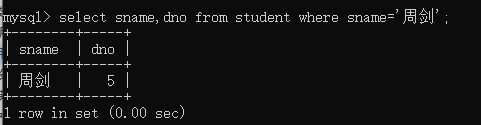 mysql> select sname,dno from student where sname='周剑';
+--------+-----+
| sname  | dno |
+--------+-----+
| 周剑   |   5 |
+--------+-----+
1 row in set (0.00 sec)